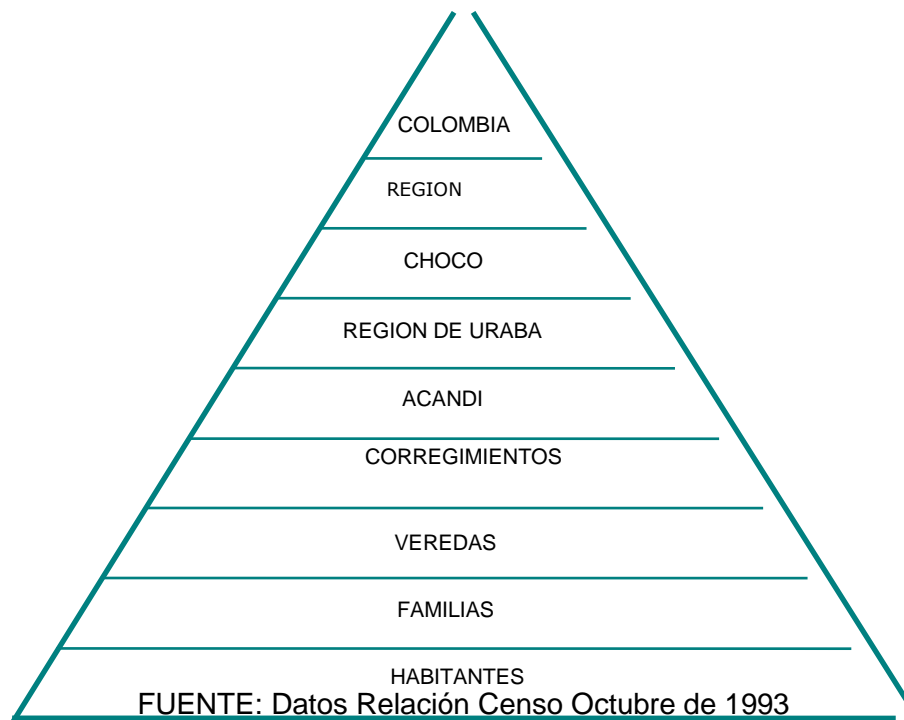 COLOMBIA
REGION
CHOCO
REGION DE URABA
ACANDI
CORREGIMIENTOS
VEREDAS
FAMILIAS
HABITANTES
FUENTE: Datos Relación Censo Octubre de 1993